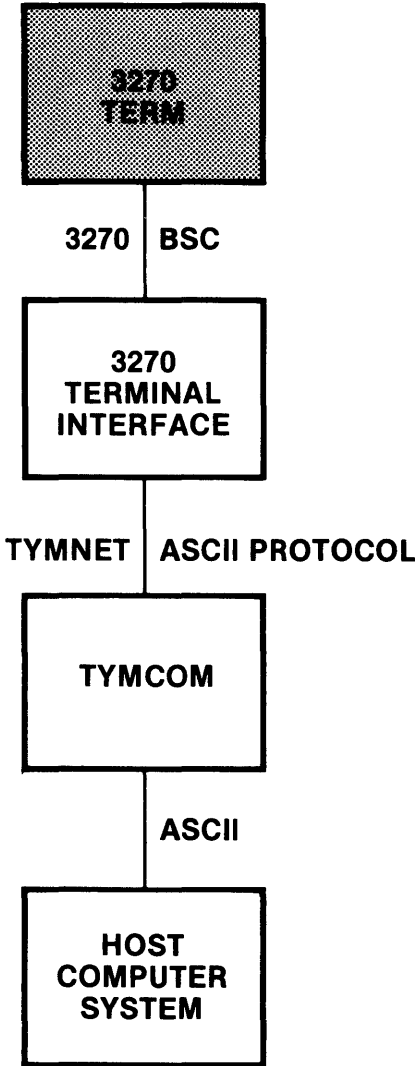 3270
TERM
3270 BSC
3270
TERMINAL
INTERFACE
TYMNET ASCII PROTOCOL
TYMCOM
ASCII
HOST
COMPUTER
SYSTEM